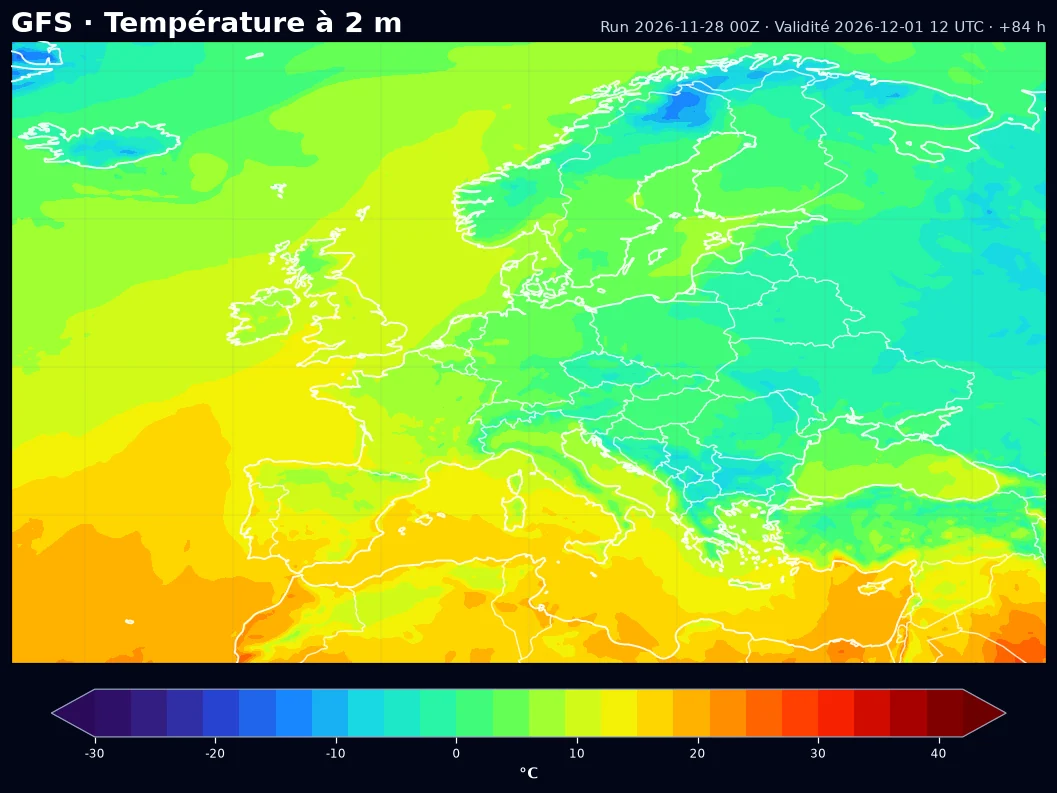 GFS · Température à 2 m
Run 2026-11-28 00Z · Validité 2026-12-01 12 UTC · +84 h
-30 -20 -10 0 10 20 30 40
°C